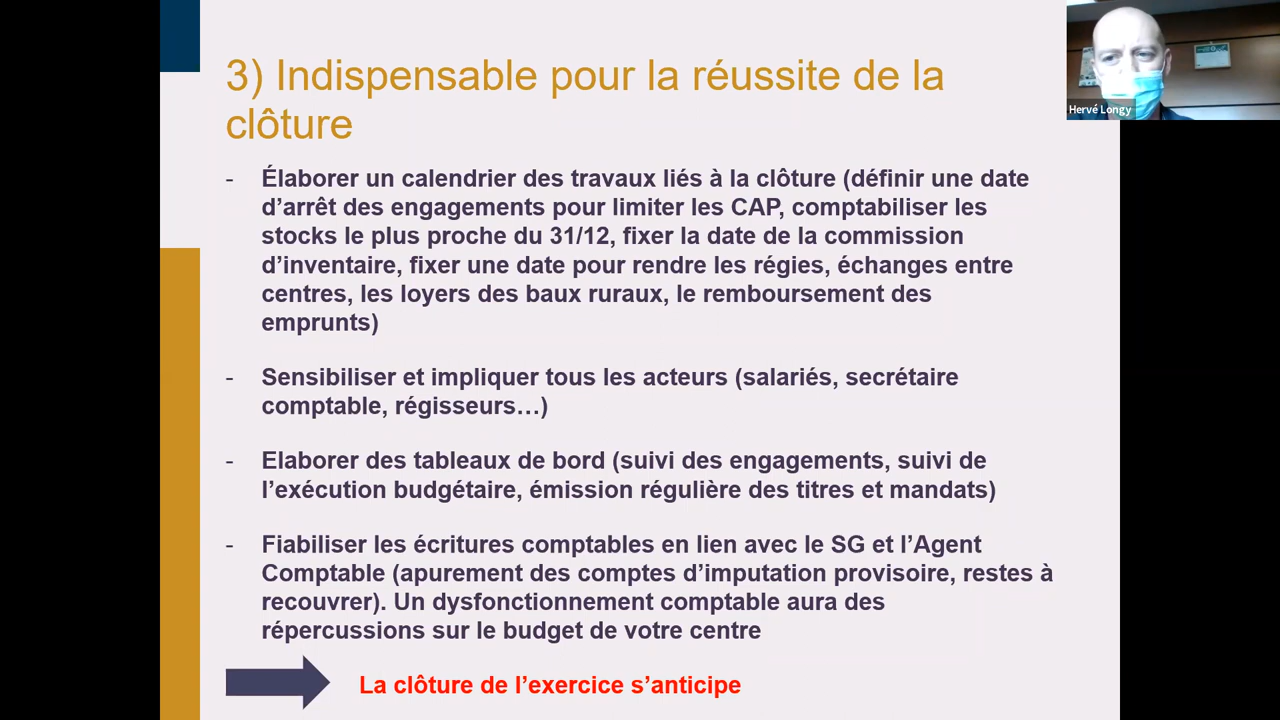 3) Indispensable pour la réussite de la
clôture
- Élaborer un calendrier des travaux liés à la clôture (définir une date
d’arrêt des engagements pour limiter les CAP, comptabiliser les
stocks le plus proche du 31/12, fixer la date de la commission
d’inventaire, fixer une date pour rendre les régies, échanges entre
centres, les loyers des baux ruraux, le remboursement des
emprunts)
- Sensibiliser et impliquer tous les acteurs (salariés, secrétaire
comptable, régisseurs…)
- Elaborer des tableaux de bord (suivi des engagements, suivi de
l’exécution budgétaire, émission régulière des titres et mandats)
- Fiabiliser les écritures comptables en lien avec le SG et l’Agent
Comptable (apurement des comptes d’imputation provisoire, restes à
recouvrer). Un dysfonctionnement comptable aura des
répercussions sur le budget de votre centre
La clôture de l’exercice s’anticipe
Hervé Longy